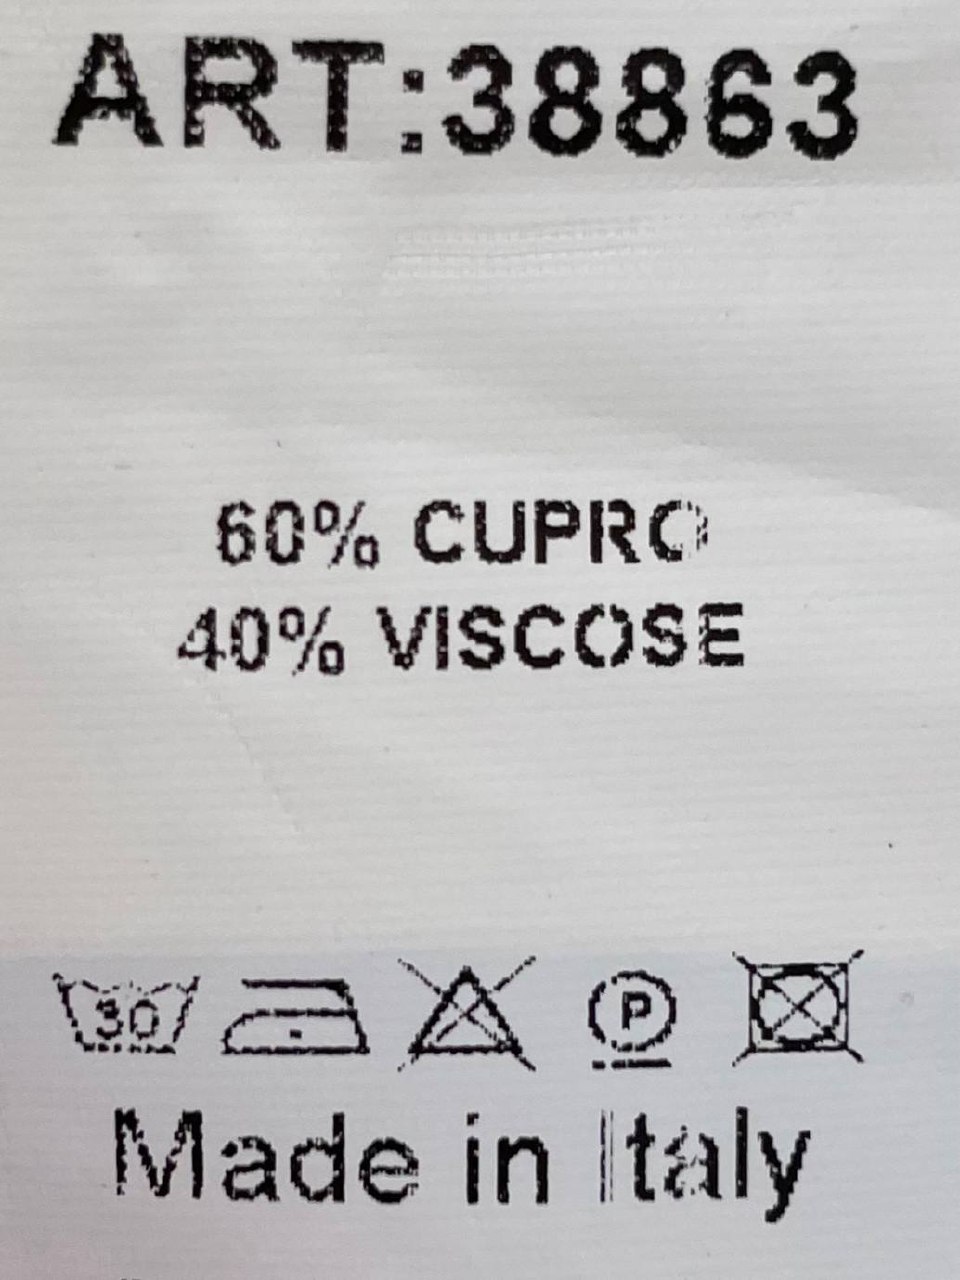 ART:38863
60% CUPRO
40% VISCOSE
30 P
Made in Italy